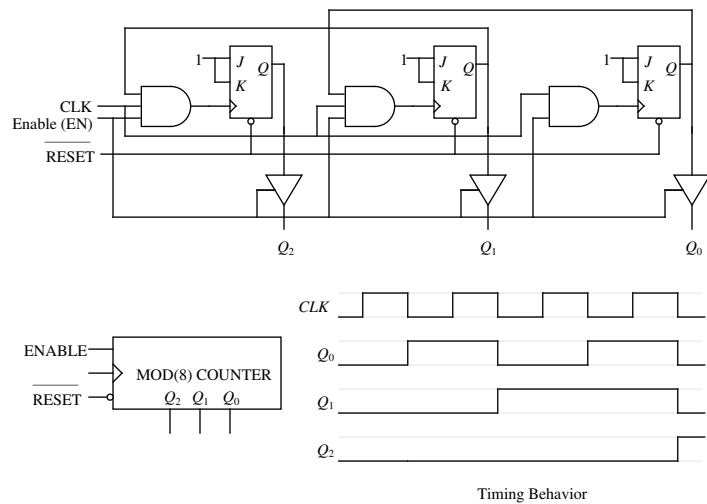 1 J Q 1 J Q 1 J Q
K K K
CLK
Enable (EN)
RESET
Q2 Q1 Q0
CLK
ENABLE
Q0
MOD(8) COUNTER
RESET
Q2 Q1 Q0
Q1
Q2
Timing Behavior